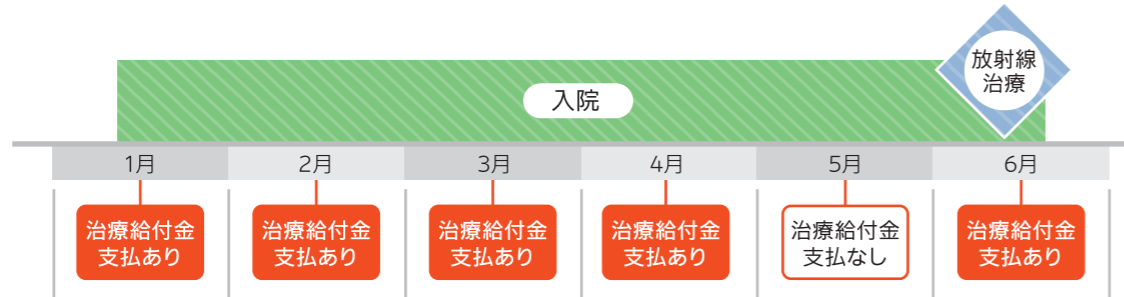 放射線
治療
入院
1月
2月
3月
4月
5月
6月
治療給付金
支払あり
治療給付金
支払あり
治療給付金
支払あり
治療給付金
支払あり
治療給付金
支払なし
治療給付金
支払あり